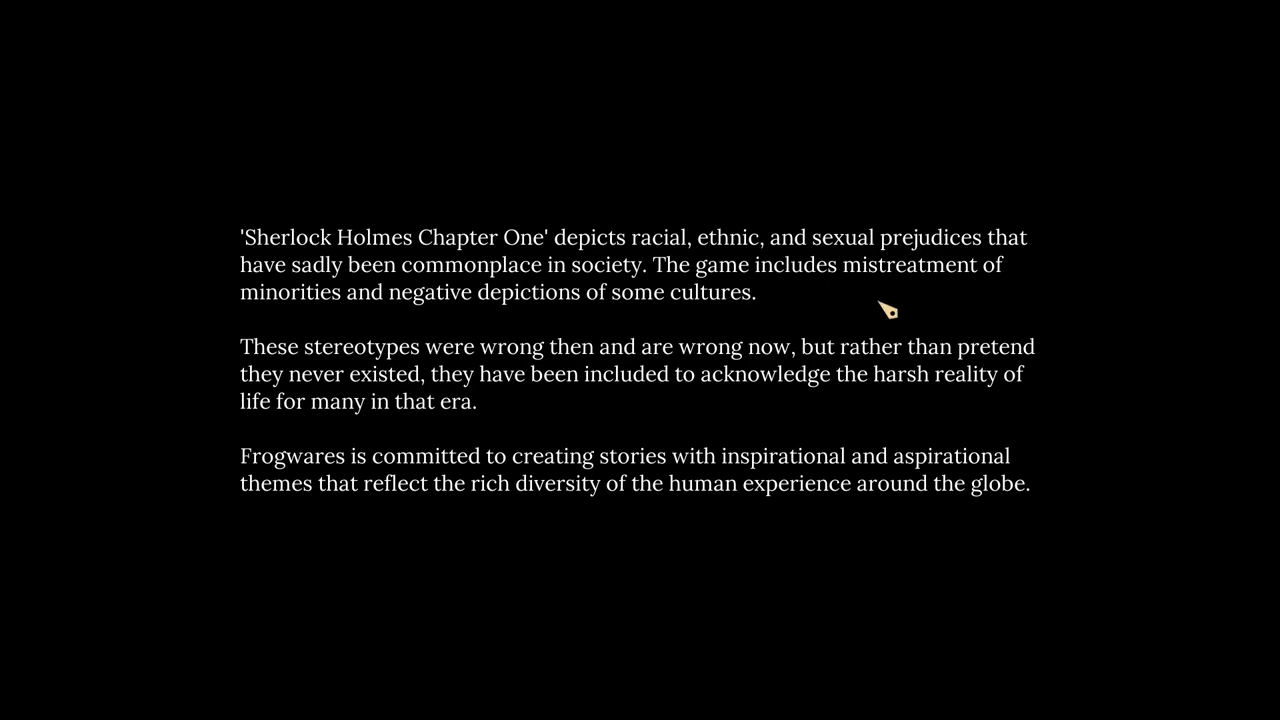 'Sherlock Holmes Chapter One' depicts racial, ethnic, and sexual prejudices that
have sadly been commonplace in society. The game includes mistreatment of
minorities and negative depictions of some cultures.
These stereotypes were wrong then and are wrong now, but rather than pretend
they never existed, they have been included to acknowledge the harsh reality of
life for many in that era.
Frogwares is committed to creating stories with inspirational and aspirational
themes that reflect the rich diversity of the human experience around the globe.